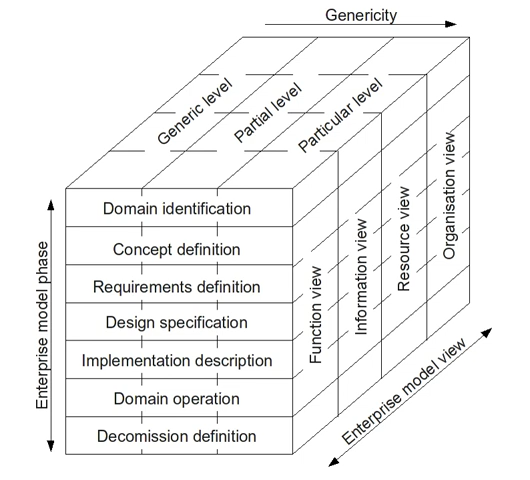 Genericity
Generic level
Partial level
Particular level
Domain identification
Concept definition
Requirements definition
Design specification
Implementation description
Domain operation
Decomission definition
Enterprise model phase
Function view
Information view
Resource view
Organisation view
Enterprise model view